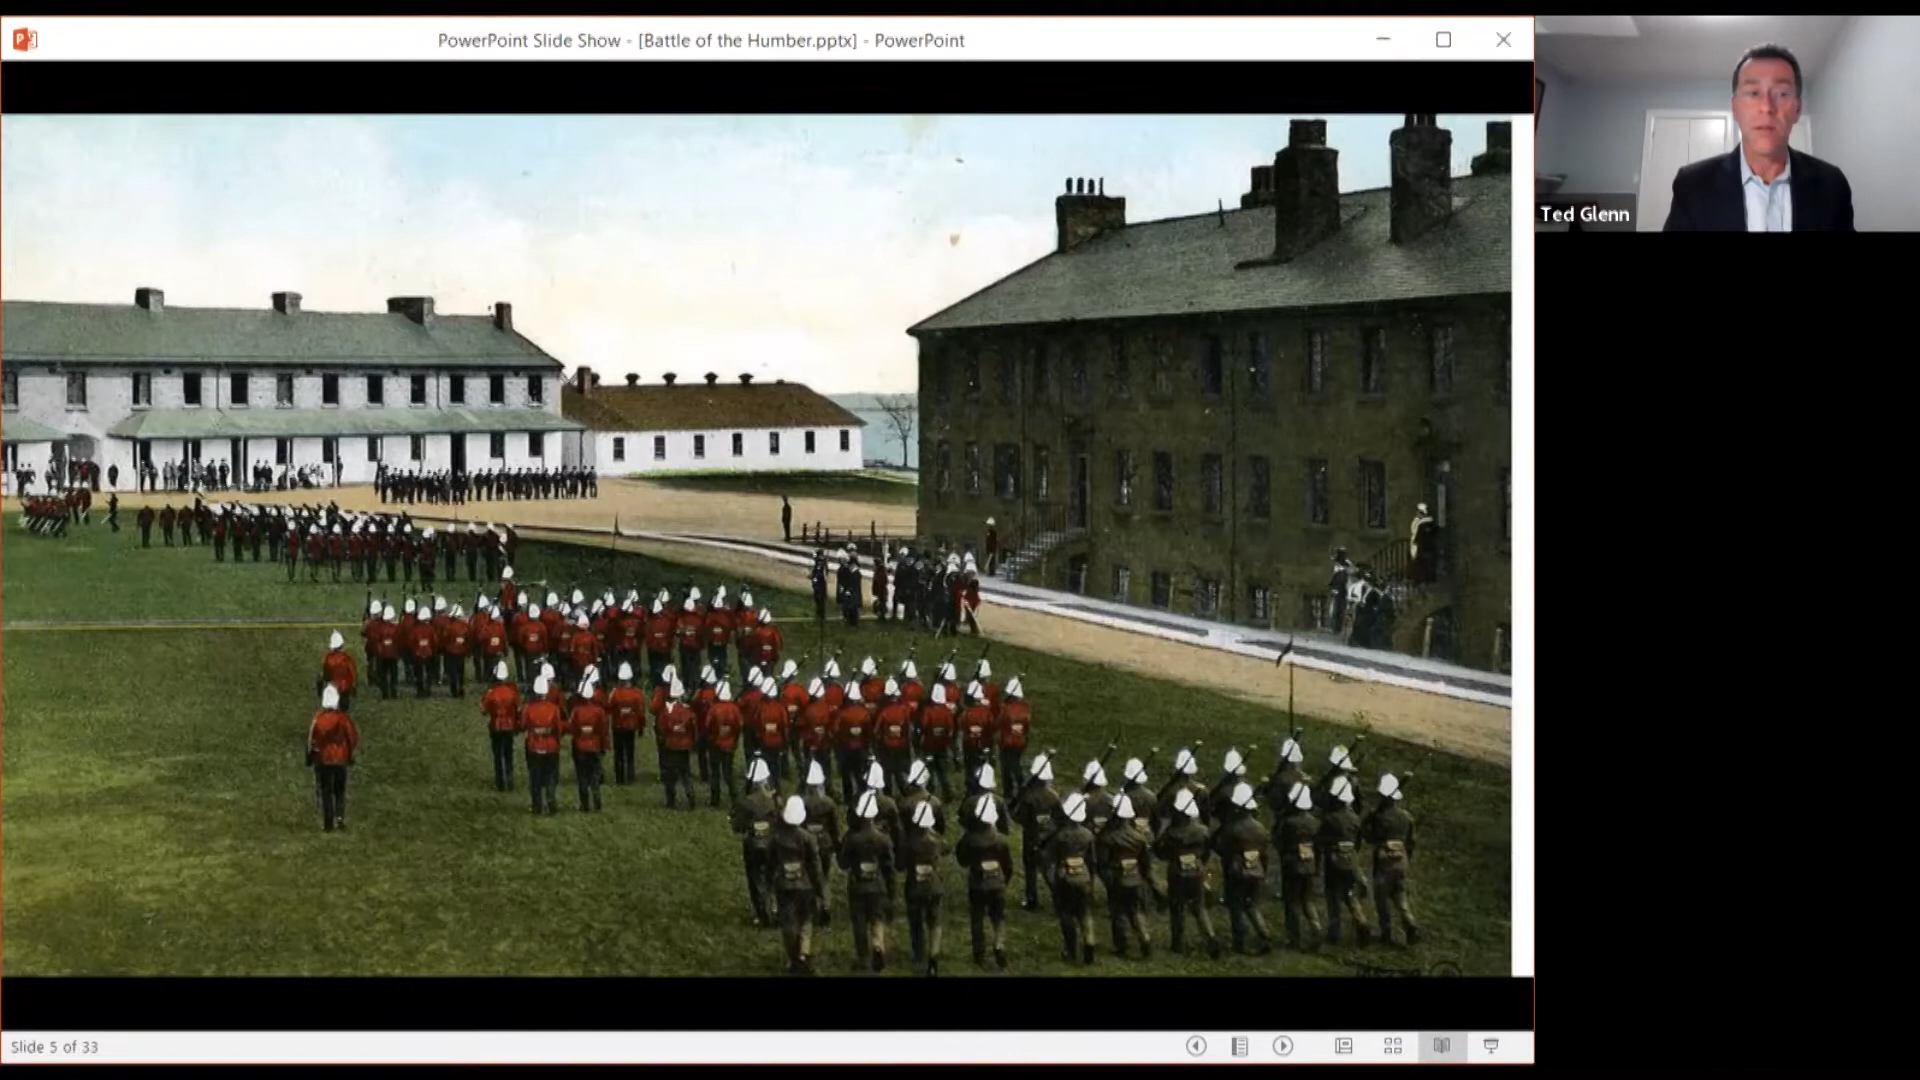 PowerPoint Slide Show - [Battle of the Humber.pptx] - PowerPoint
Ted Glenn
Slide 5 of 33